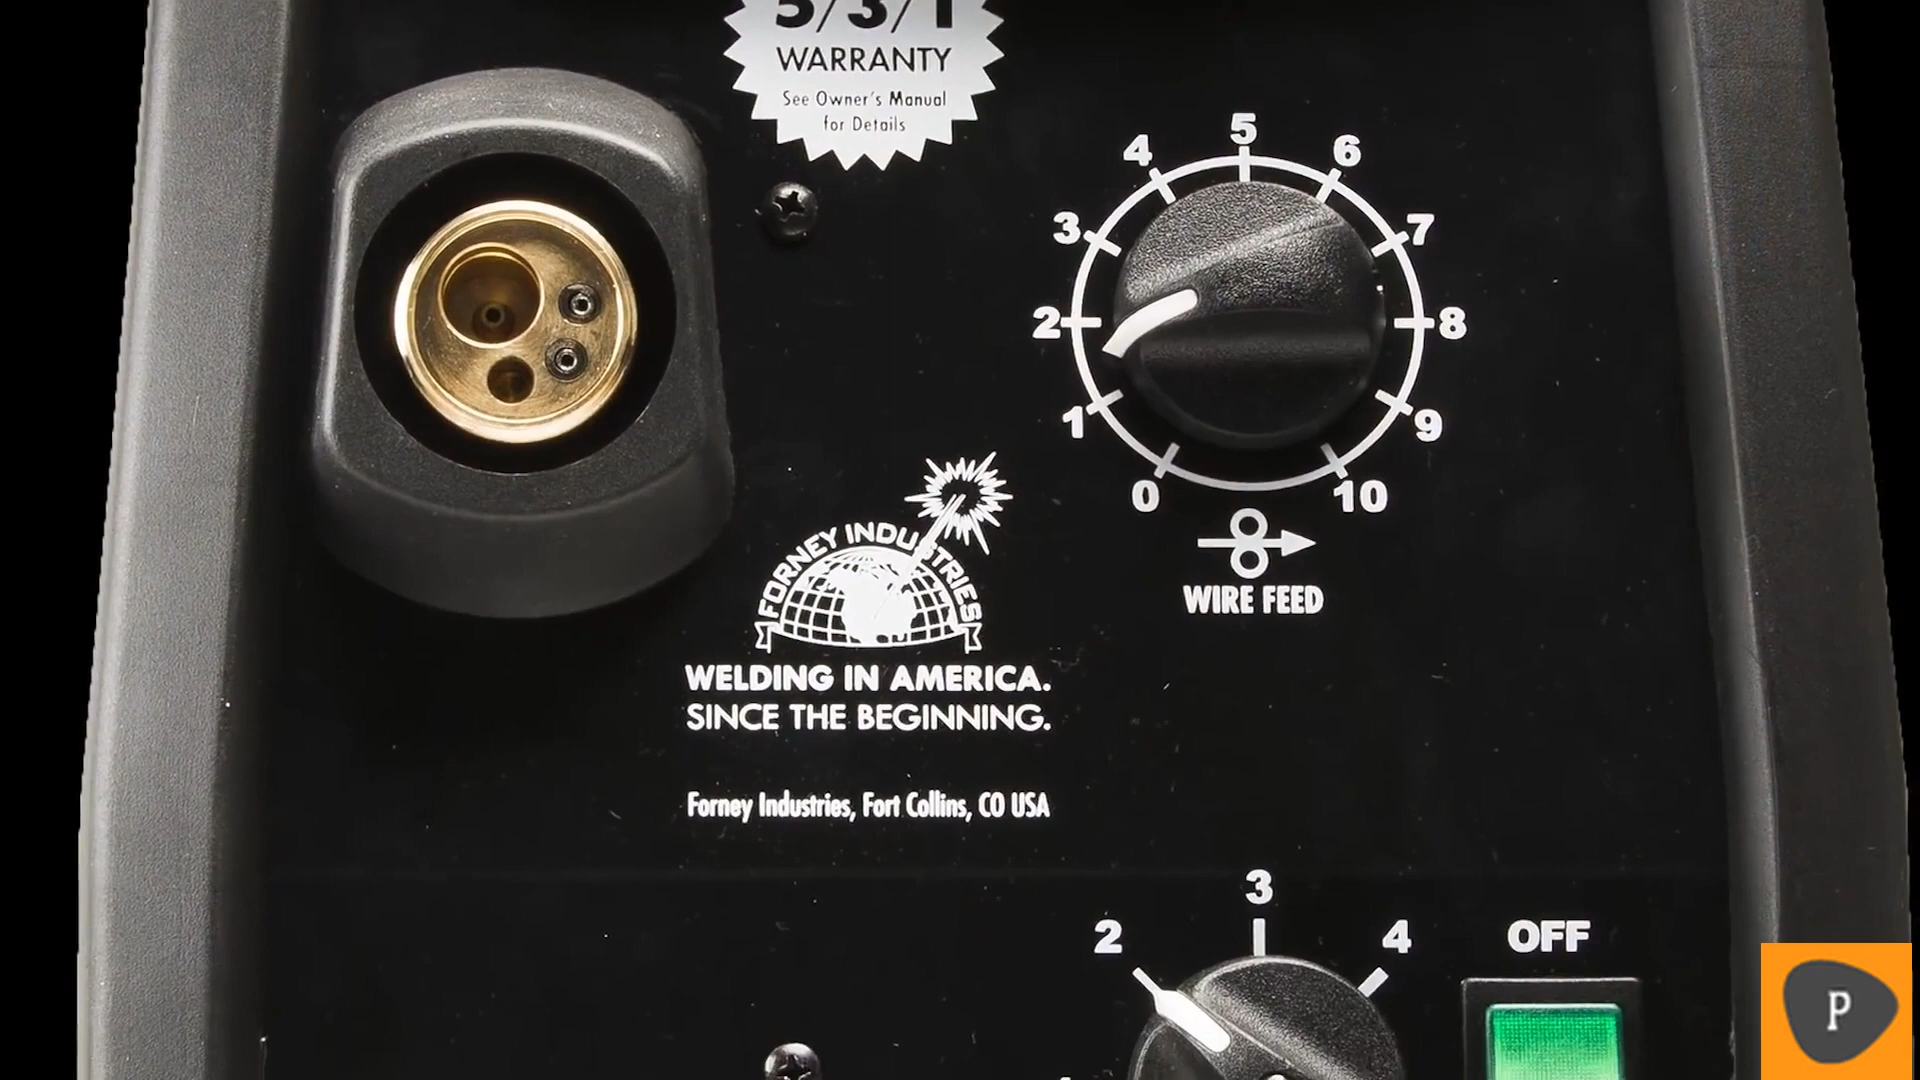 5/3/1
WARRANTY
See Owner's Manual
for Details
5
4
6
3
7
2
8
1
9
0
10
WIRE FEED
FORNEY INDUSTRIES
WELDING IN AMERICA.
SINCE THE BEGINNING.
Forney Industries, Fort Collins, CO USA
3
2
4
OFF
P